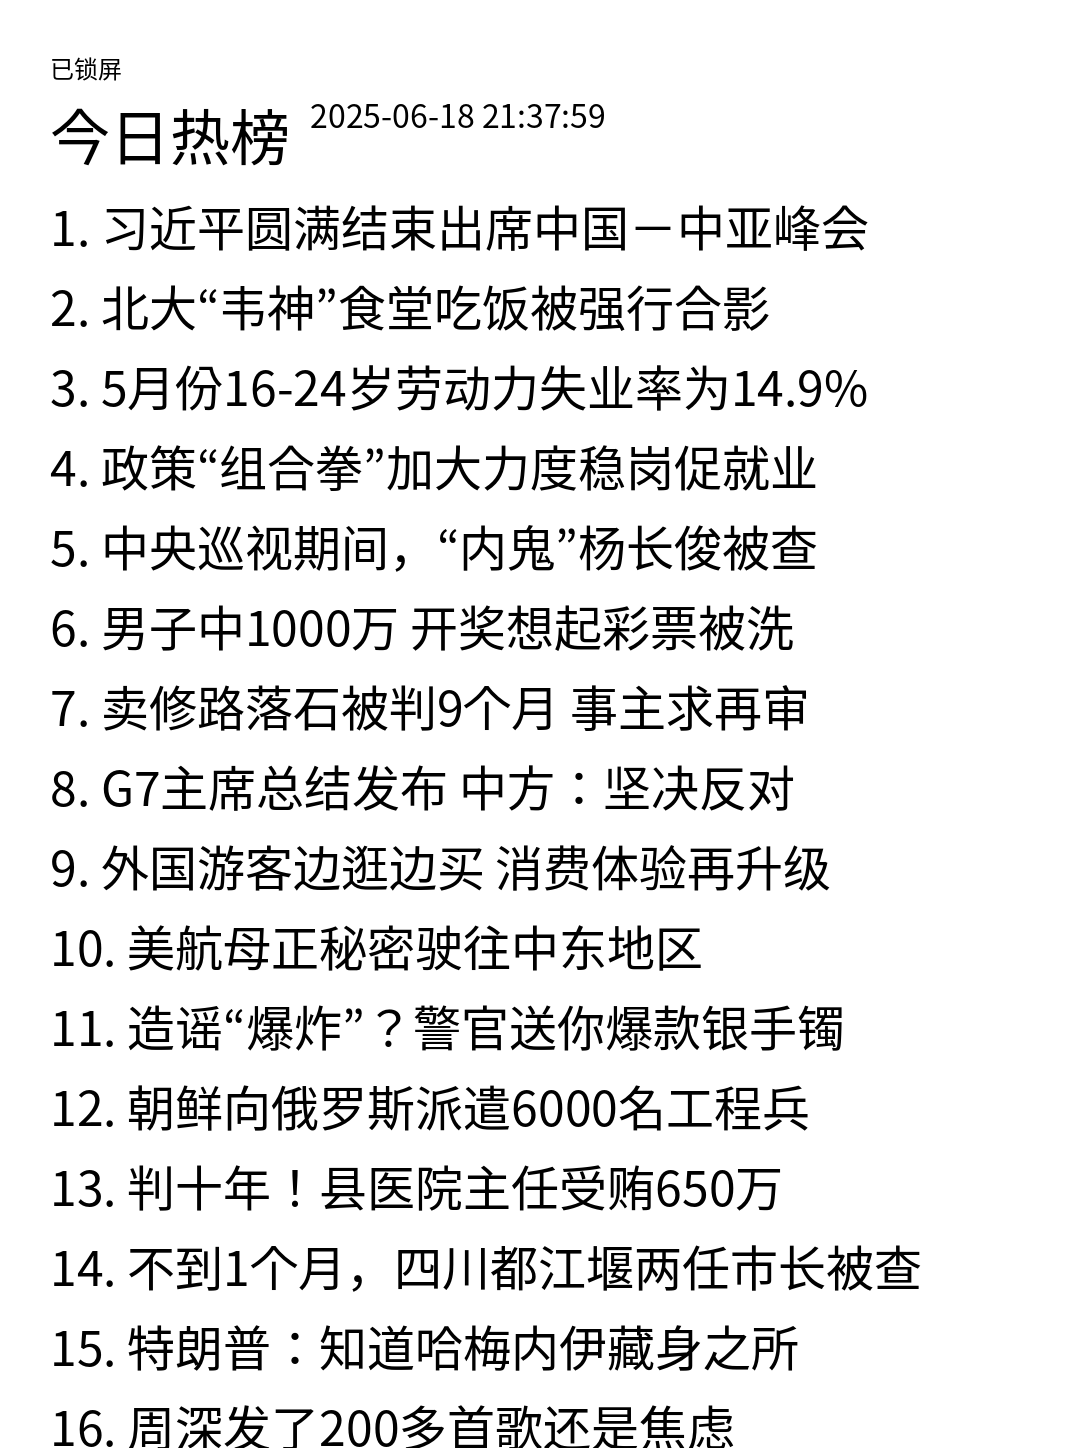 已锁屏
今日热榜 2025-06-18 21:37:59
1. 习近平圆满结束出席中国－中亚峰会
2. 北大“韦神”食堂吃饭被强行合影
3. 5月份16-24岁劳动力失业率为14.9%
4. 政策“组合拳”加大力度稳岗促就业
5. 中央巡视期间，“内鬼”杨长俊被查
6. 男子中1000万 开奖想起彩票被洗
7. 卖修路落石被判9个月 事主求再审
8. G7主席总结发布 中方：坚决反对
9. 外国游客边逛边买 消费体验再升级
10. 美航母正秘密驶往中东地区
11. 造谣“爆炸”？警官送你爆款银手镯
12. 朝鲜向俄罗斯派遣6000名工程兵
13. 判十年！县医院主任受贿650万
14. 不到1个月，四川都江堰两任市长被查
15. 特朗普：知道哈梅内伊藏身之所
16. 周深发了200多首歌还是焦虑